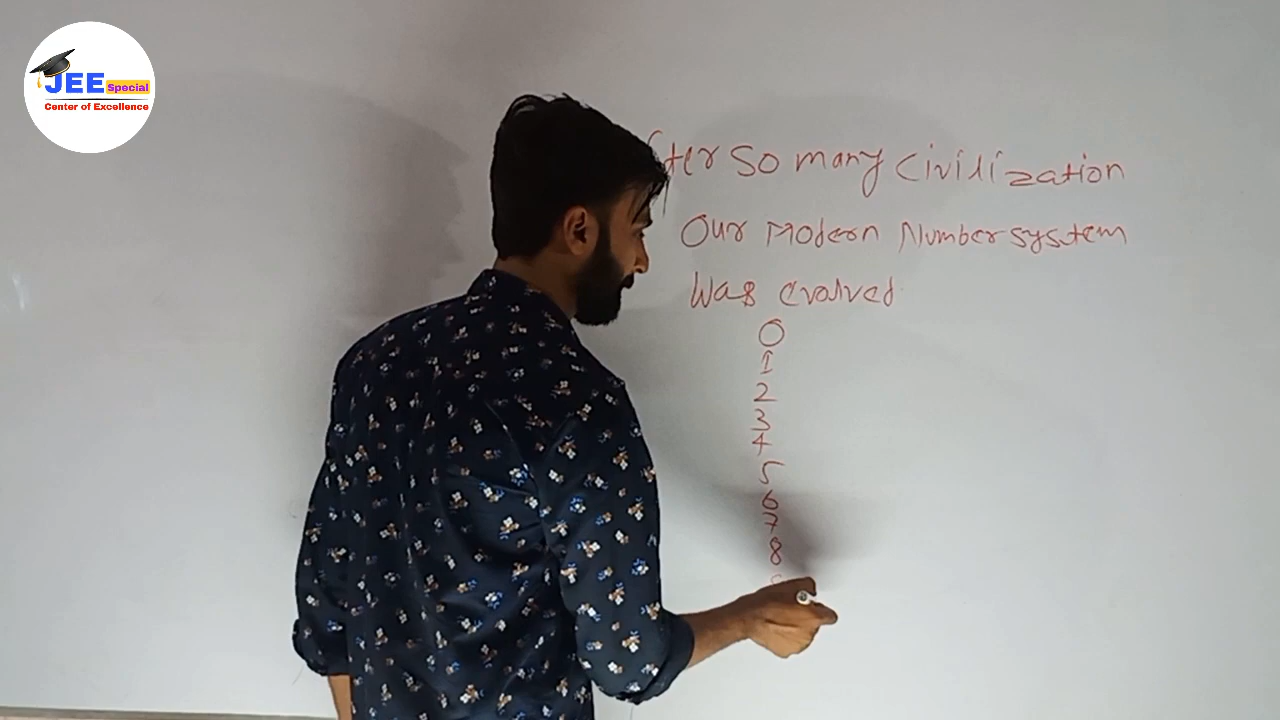 JEE Special
Center of Excellence
So many Civilization
Our Modern Number system
Was evolved
0
1
2
3
4
5
6
7
8